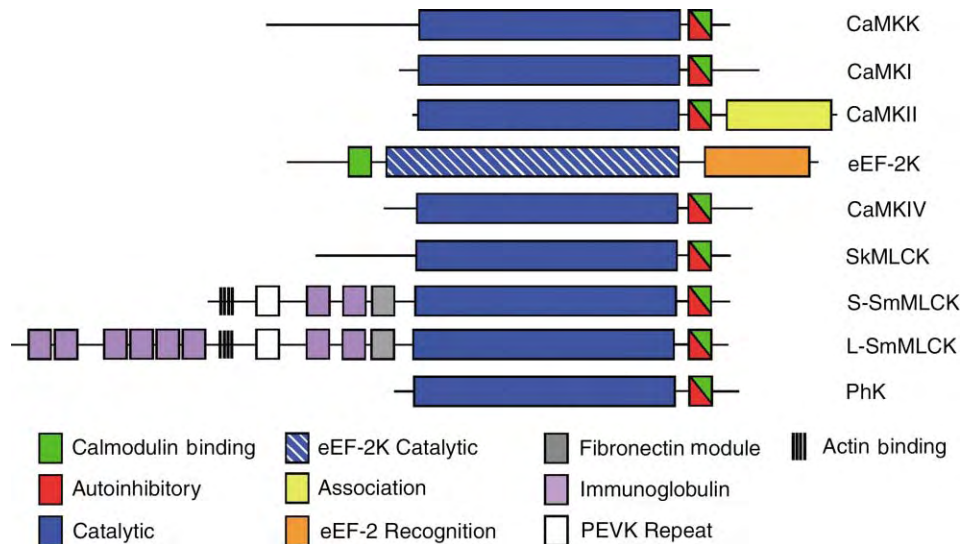 CaMKK
CaMKI
CaMKII
eEF-2K
CaMKIV
SkMLCK
S-SmMLCK
L-SmMLCK
PhK
Calmodulin binding
eEF-2K Catalytic
Fibronectin module
Actin binding
Autoinhibitory
Association
Immunoglobulin
Catalytic
eEF-2 Recognition
PEVK Repeat